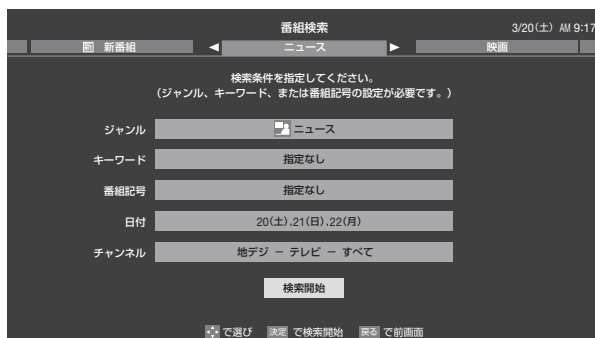 番組検索 3/20(土) AM 9:17
新 新番組 ◀ ニュース ▶ 映画
検索条件を指定してください。
(ジャンル、キーワード、または番組記号の設定が必要です。)
ジャンル ニュース
キーワード 指定なし
番組記号 指定なし
日付 20(土).21(日).22(月)
チャンネル 地デジ － テレビ － すべて
検索開始
で選び 決定 で検索開始 戻る で前画面